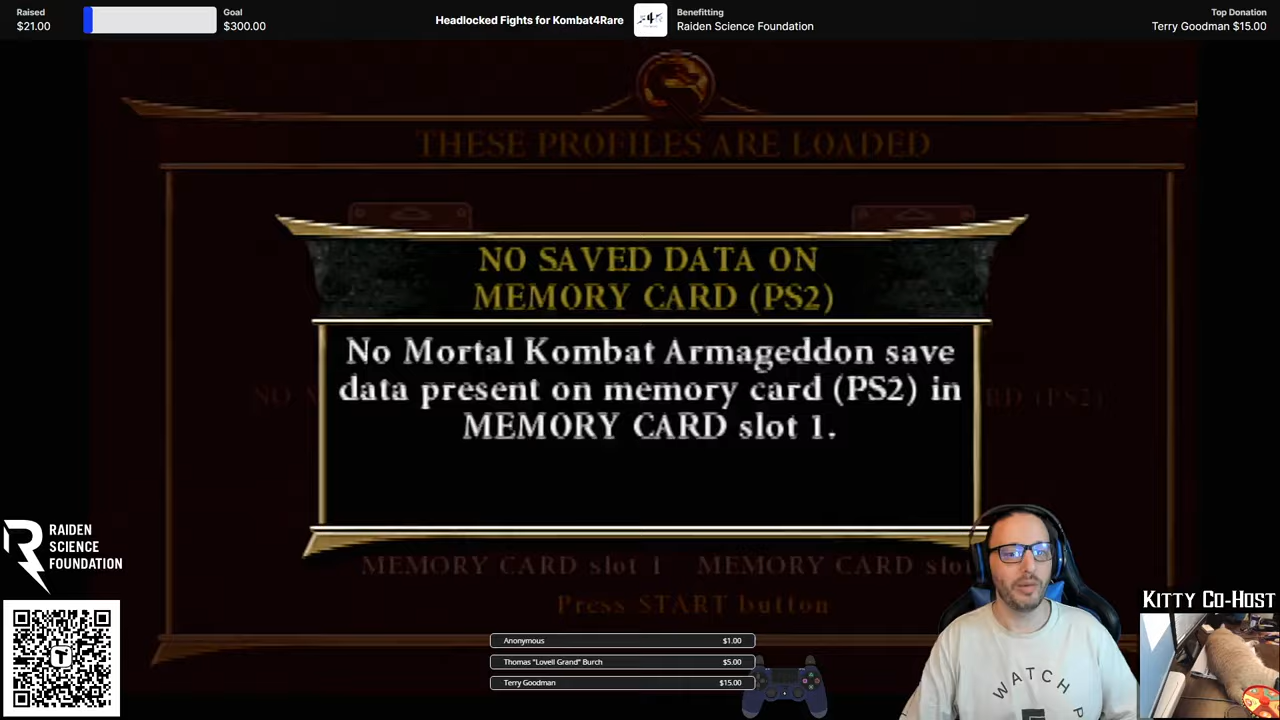 Raised
$21.00
Goal
$300.00
Headlocked Fights for Kombat4Rare
Benefitting
Raiden Science Foundation
Top Donation
Terry Goodman $15.00
THESE PROFILES ARE LOADED
NO SAVED DATA ON
MEMORY CARD (PS2)
No Mortal Kombat Armageddon save
data present on memory card (PS2) in
MEMORY CARD slot 1.
MEMORY CARD slot 1
MEMORY CARD
Press START button
RAIDEN
SCIENCE
FOUNDATION
Anonymous $1.00
Thomas "Lovell Grand" Burch $5.00
Terry Goodman $15.00
WATCH
KITTY CO-HOST